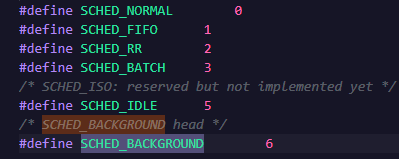 #define SCHED_NORMAL 0
#define SCHED_FIFO 1
#define SCHED_RR 2
#define SCHED_BATCH 3
/* SCHED_ISO: reserved but not implemented yet */
#define SCHED_IDLE 5
/* SCHED_BACKGROUND head */
#define SCHED_BACKGROUND 6